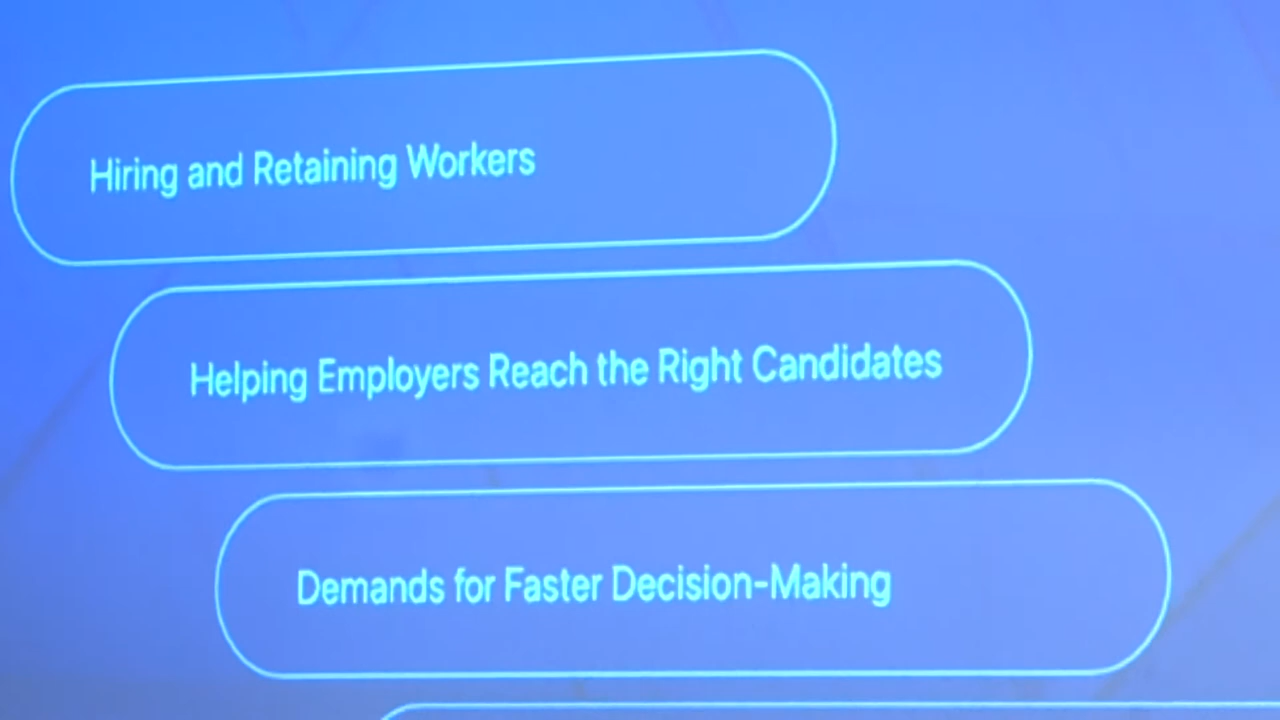 Hiring and Retaining Workers
Helping Employers Reach the Right Candidates
Demands for Faster Decision-Making